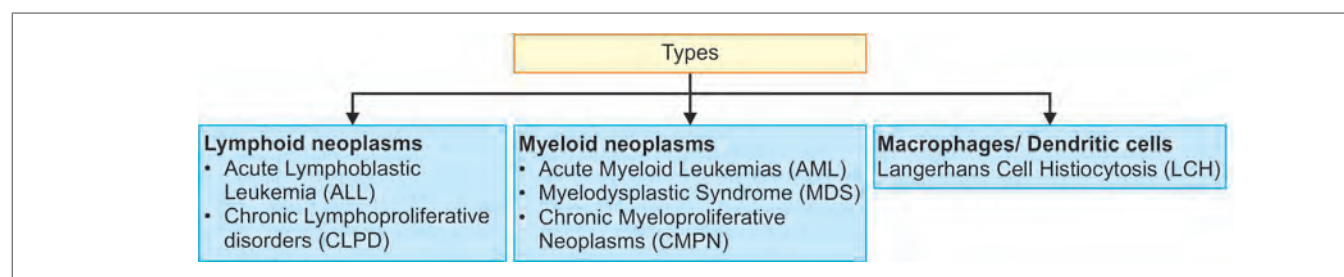 Types
Lymphoid neoplasms
• Acute Lymphoblastic
Leukemia (ALL)
• Chronic Lymphoproliferative
disorders (CLPD)
Myeloid neoplasms
• Acute Myeloid Leukemias (AML)
• Myelodysplastic Syndrome (MDS)
• Chronic Myeloproliferative
Neoplasms (CMPN)
Macrophages/ Dendritic cells
Langerhans Cell Histiocytosis (LCH)